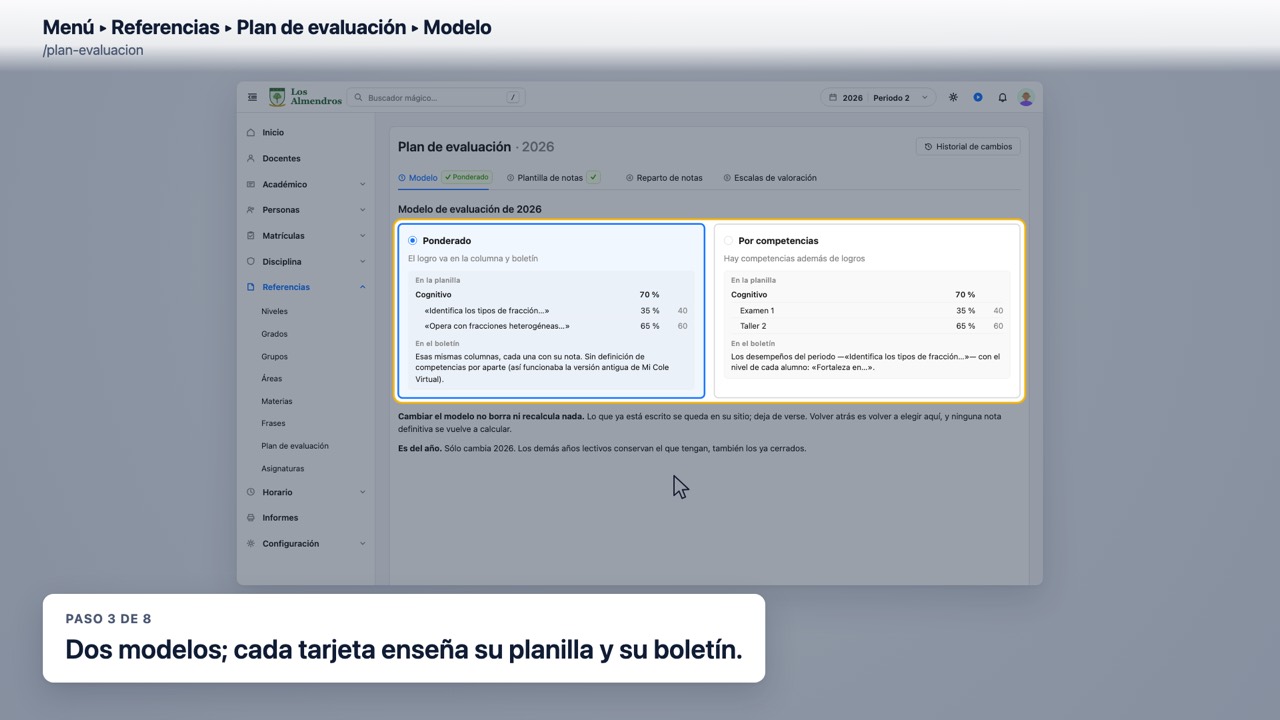 Menú ▸ Referencias ▸ Plan de evaluación ▸ Modelo
/plan-evaluacion
Los Almendros
Buscador mágico...
/
2026
Periodo 2
Inicio
Docentes
Académico
Personas
Matrículas
Disciplina
Referencias
Niveles
Grados
Grupos
Áreas
Materias
Frases
Plan de evaluación
Asignaturas
Horario
Informes
Configuración
Plan de evaluación · 2026
Historial de cambios
Modelo
Ponderado
Plantilla de notas
Reparto de notas
Escalas de valoración
Modelo de evaluación de 2026
Ponderado
El logro va en la columna y boletín
En la planilla
Cognitivo 70 %
«Identifica los tipos de fracción...» 35 % 40
«Opera con fracciones heterogéneas...» 65 % 60
En el boletín
Esas mismas columnas, cada una con su nota. Sin definición de
competencias por aparte (así funcionaba la versión antigua de Mi Cole
Virtual).
Por competencias
Hay competencias además de logros
En la planilla
Cognitivo 70 %
Examen 1 35 % 40
Taller 2 65 % 60
En el boletín
Los desempeños del periodo —«Identifica los tipos de fracción...»— con el
nivel de cada alumno: «Fortaleza en...».
Cambiar el modelo no borra ni recalcula nada. Lo que ya está escrito se queda en su sitio; deja de verse. Volver atrás es volver a elegir aquí, y ninguna nota
definitiva se vuelve a calcular.
Es del año. Sólo cambia 2026. Los demás años lectivos conservan el que tengan, también los ya cerrados.
PASO 3 DE 8
Dos modelos; cada tarjeta enseña su planilla y su boletín.